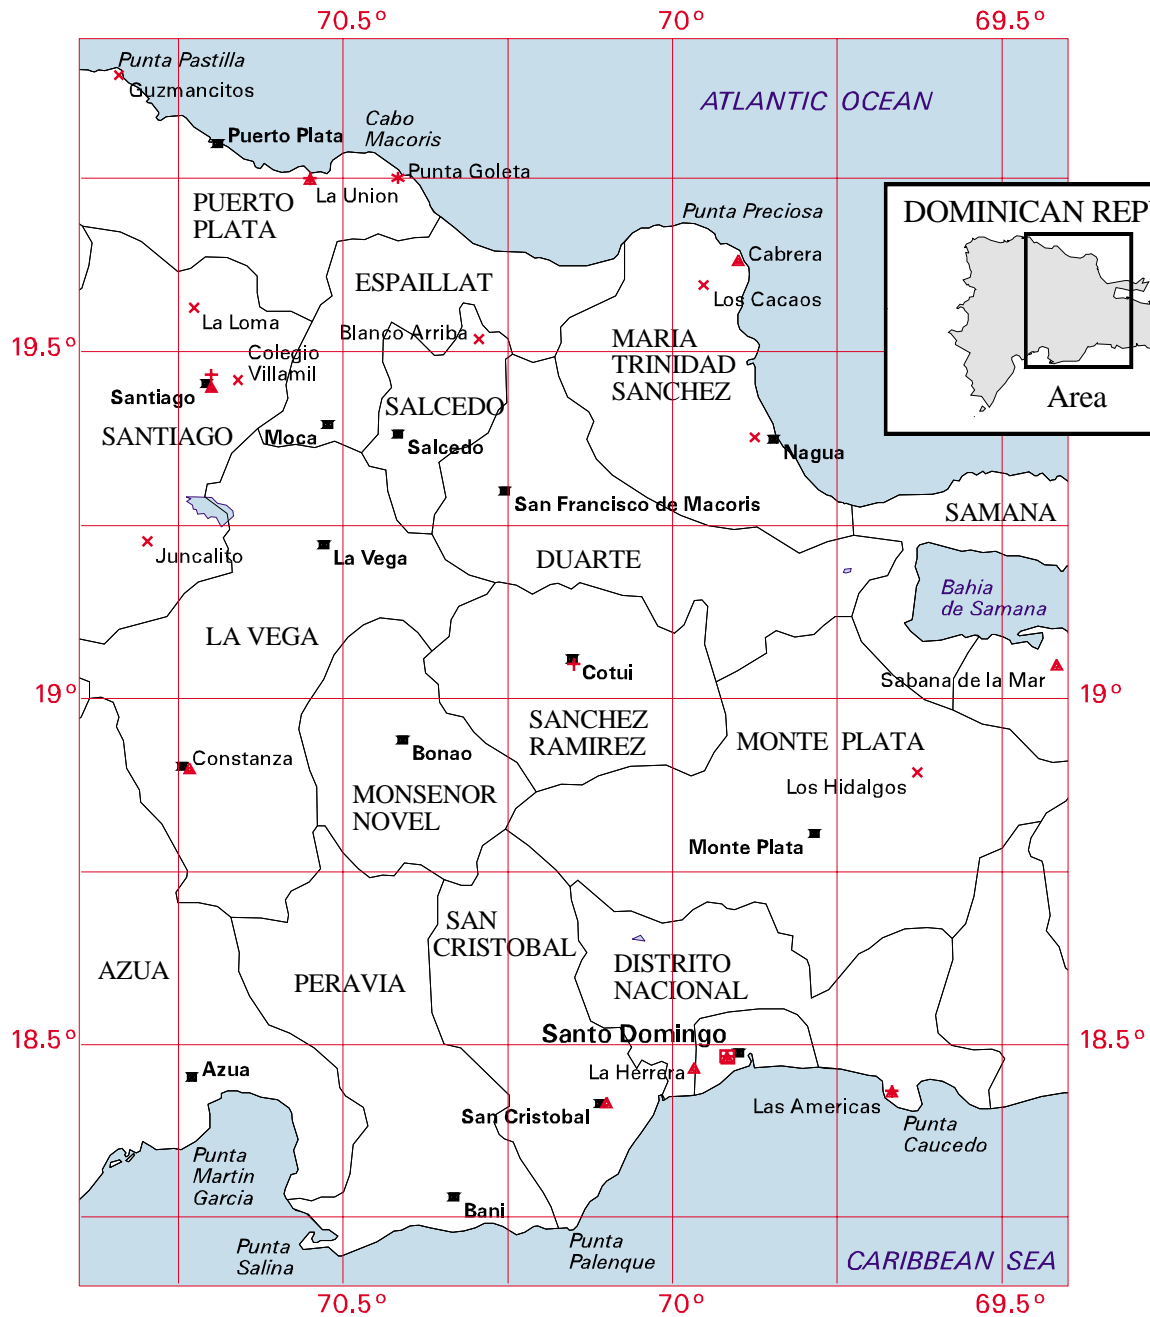 70.5°
70°
69.5°
Punta Pastilla
Guzmancitos
ATLANTIC OCEAN
Puerto Plata
Cabo
Macoris
Punta Goleta
La Union
PUERTO
PLATA
Punta Preciosa
DOMINICAN REP
Cabrera
ESPAILLAT
Los Cacaos
La Loma
Blanco Arriba
19.5°
MARIA
TRINIDAD
SANCHEZ
Colegio
Villamil
Santiago
Area
SALCEDO
SANTIAGO
Moca
Salcedo
Nagua
San Francisco de Macoris
SAMANA
Juncalito
La Vega
DUARTE
Bahia
de Samana
LA VEGA
Cotui
Sabana de la Mar
19°
19°
SANCHEZ
RAMIREZ
MONTE PLATA
Constanza
Bonao
Los Hidalgos
MONSENOR
NOVEL
Monte Plata
SAN
CRISTOBAL
AZUA
PERAVIA
DISTRITO
NACIONAL
18.5°
Santo Domingo
18.5°
Azua
La Herrera
San Cristobal
Las Americas
Punta
Caucedo
Punta
Martin
Garcia
Bani
Punta
Salina
Punta
Palenque
CARIBBEAN SEA
70.5°
70°
69.5°